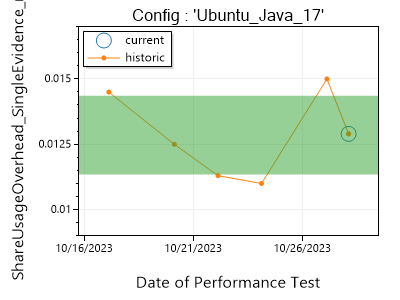 Config : 'Ubuntu_Java_17'
current
historic
0.015
0.0125
0.01
10/16/2023
10/21/2023
10/26/2023
Date of Performance Test
ShareUsageOverhead_SingleEvidence_